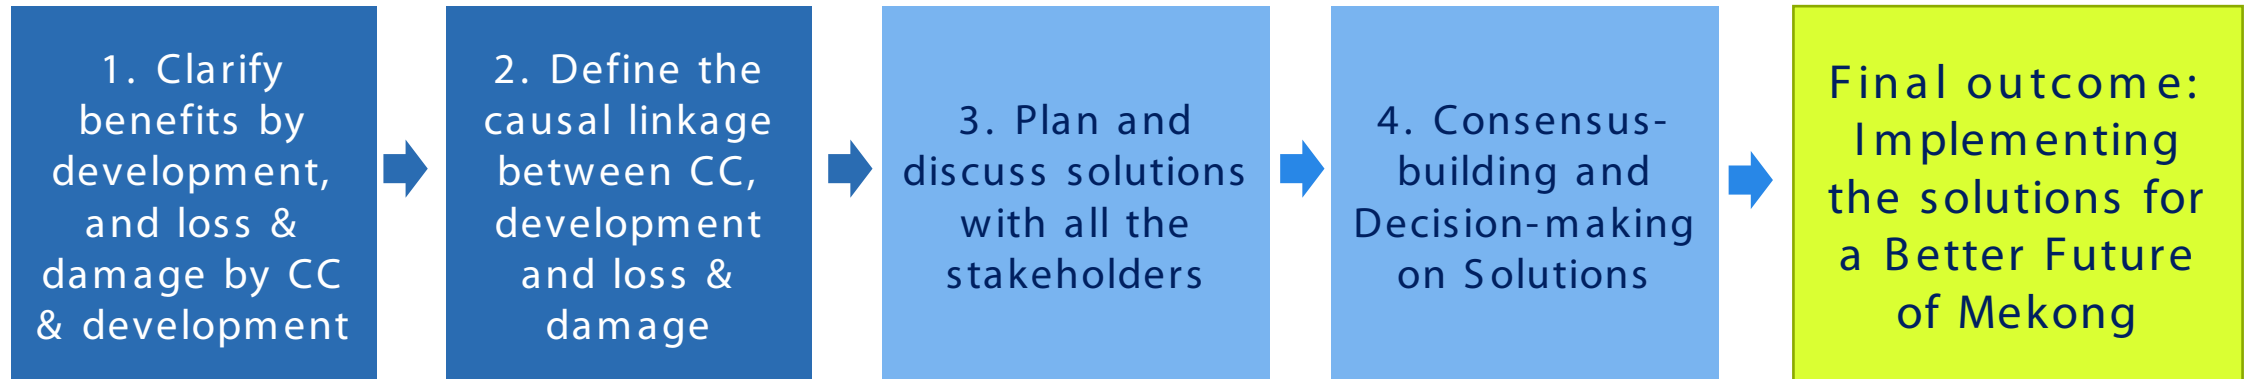 1. Clarify
benefits by
development,
and loss &
damage by CC
& development
2. Define the
causal linkage
between CC,
development
and loss &
damage
3. Plan and
discuss solutions
with all the
stakeholders
4. Consensus-
building and
Decision-making
on Solutions
Final outcome:
Implementing
the solutions for
a Better Future
of Mekong